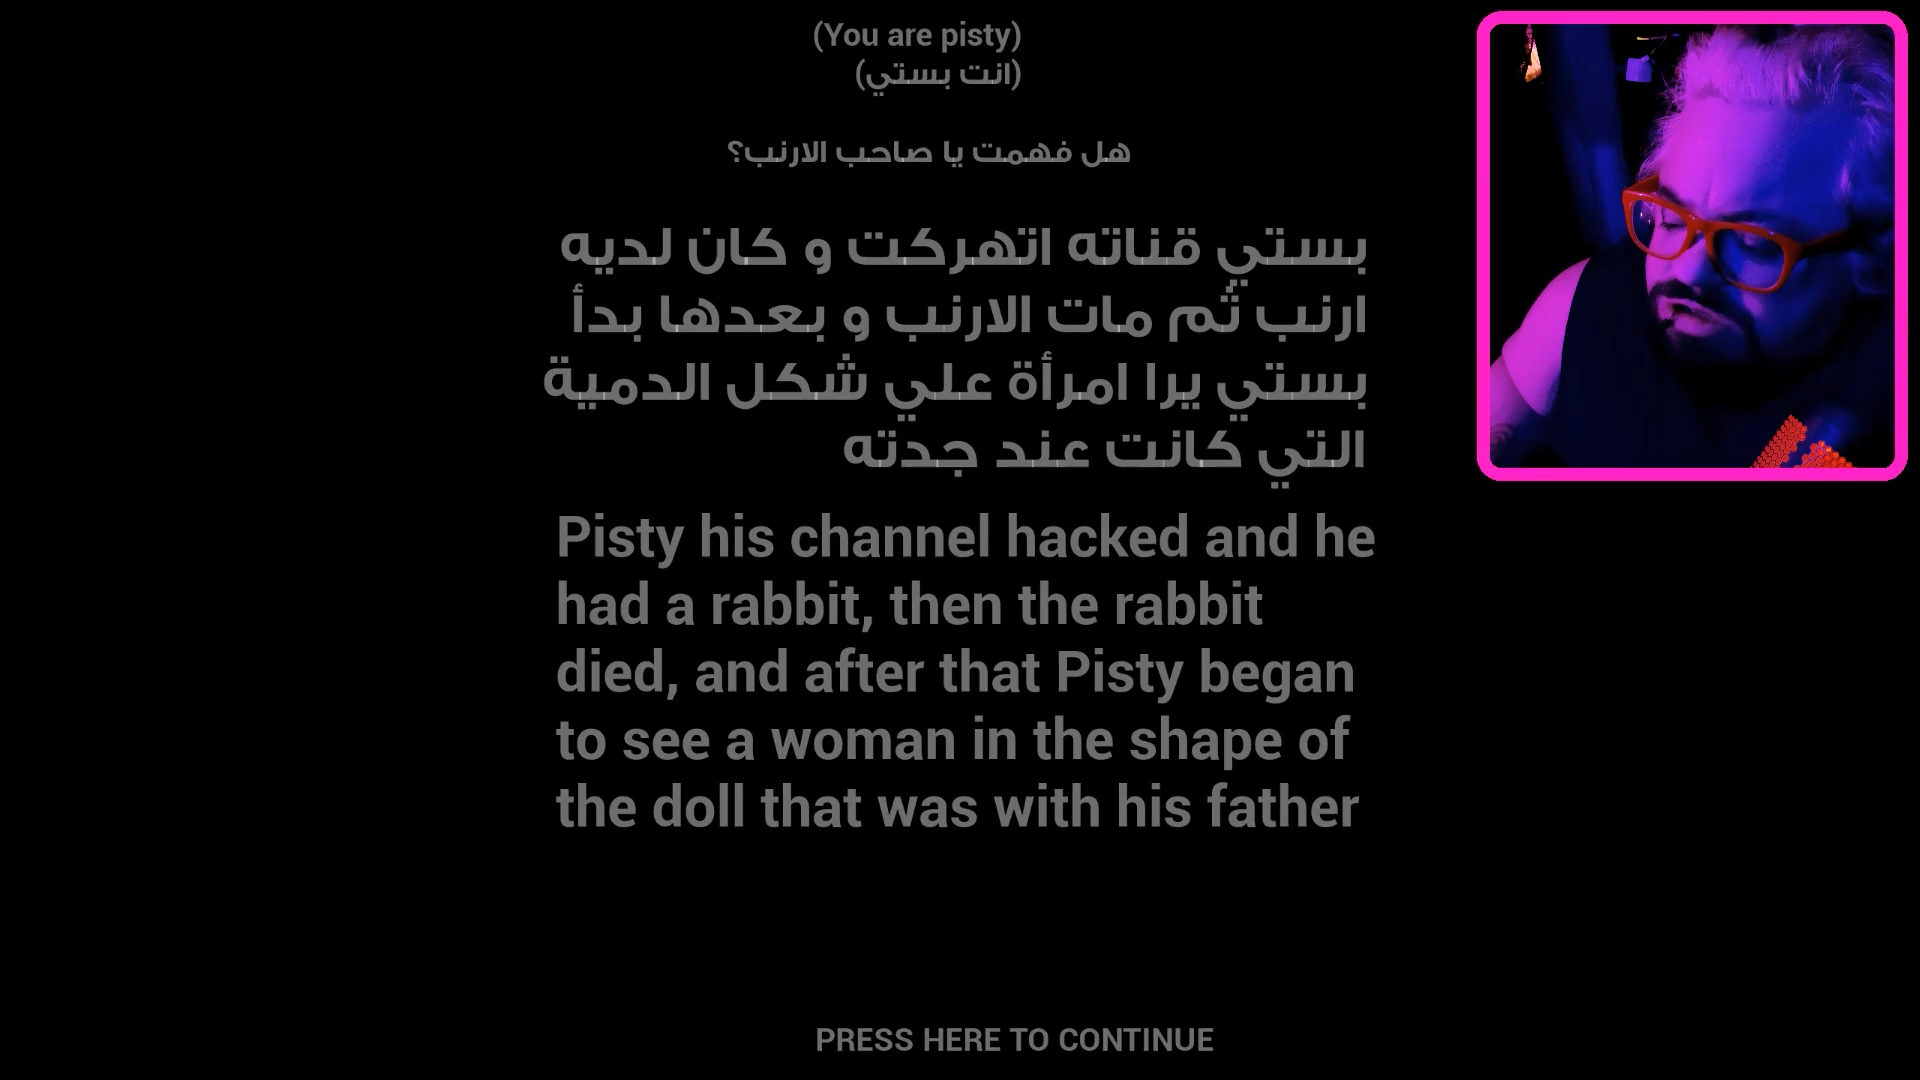 (You are pisty)
(انت بستي)
هل فهمت يا صاحب الارنب؟
بستي قناته اتهركت و كان لديه
ارنب ثم مات الارنب و بعدها بدأ
بستي يرا امرأة علي شكل الدمية
التي كانت عند جدته
Pisty his channel hacked and he
had a rabbit, then the rabbit
died, and after that Pisty began
to see a woman in the shape of
the doll that was with his father
PRESS HERE TO CONTINUE